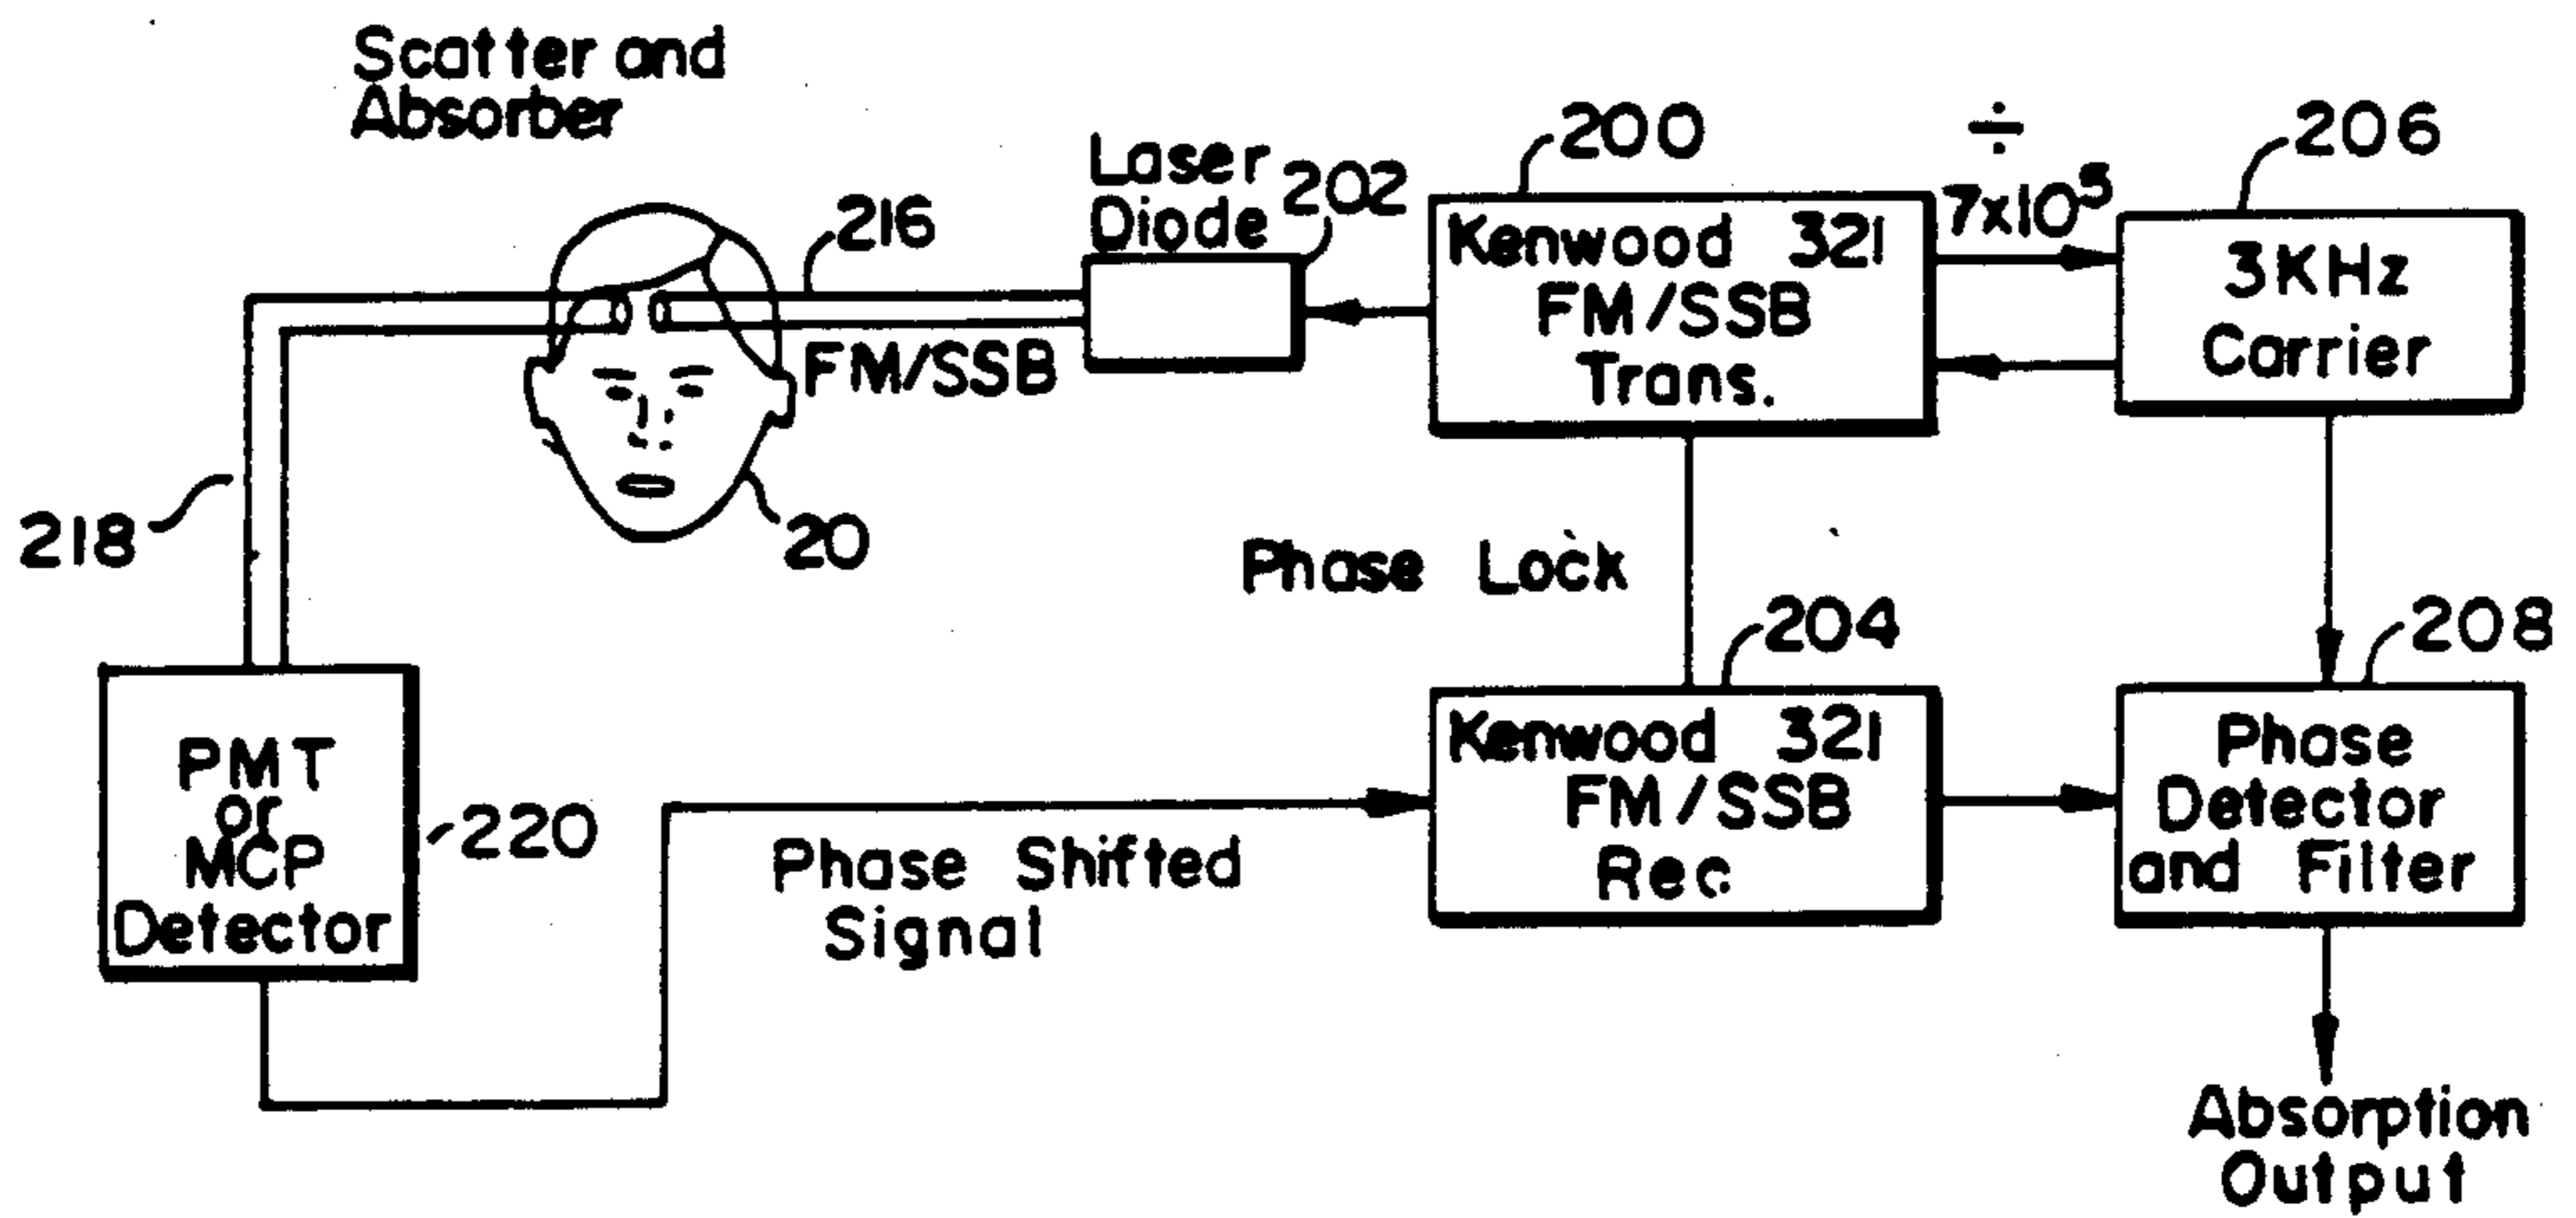 Scatter and
Absorber
Laser
Diode
202
200
÷
7x10⁵
206
216
Kenwood 321
FM/SSB
Trans.
3KHz
Carrier
FM/SSB
218
20
Phase Lock
204
208
PMT
or
MCP
Detector
220
Phase Shifted
Signal
Kenwood 321
FM/SSB
Rec.
Phase
Detector
and Filter
Absorption
Output